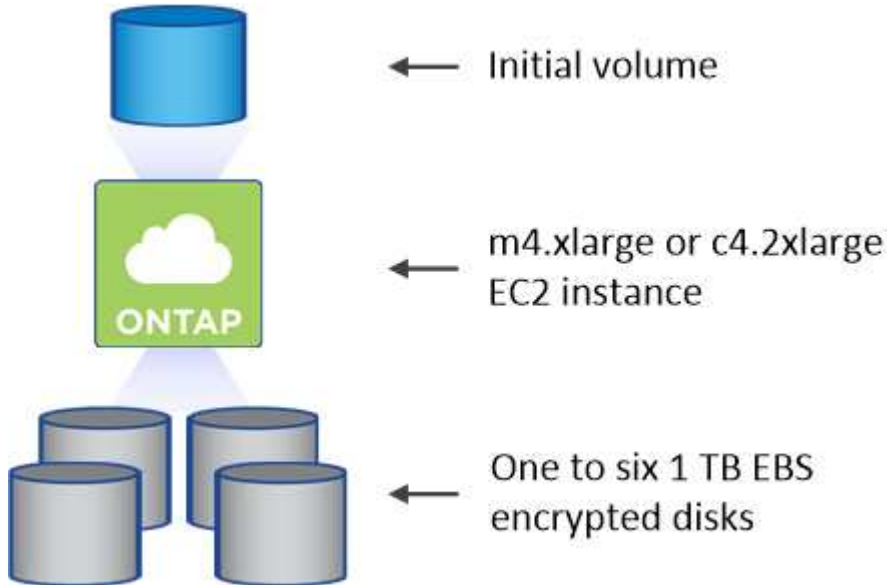 Initial volume
ONTAP
m4.xlarge or c4.2xlarge
EC2 instance
One to six 1 TB EBS
encrypted disks